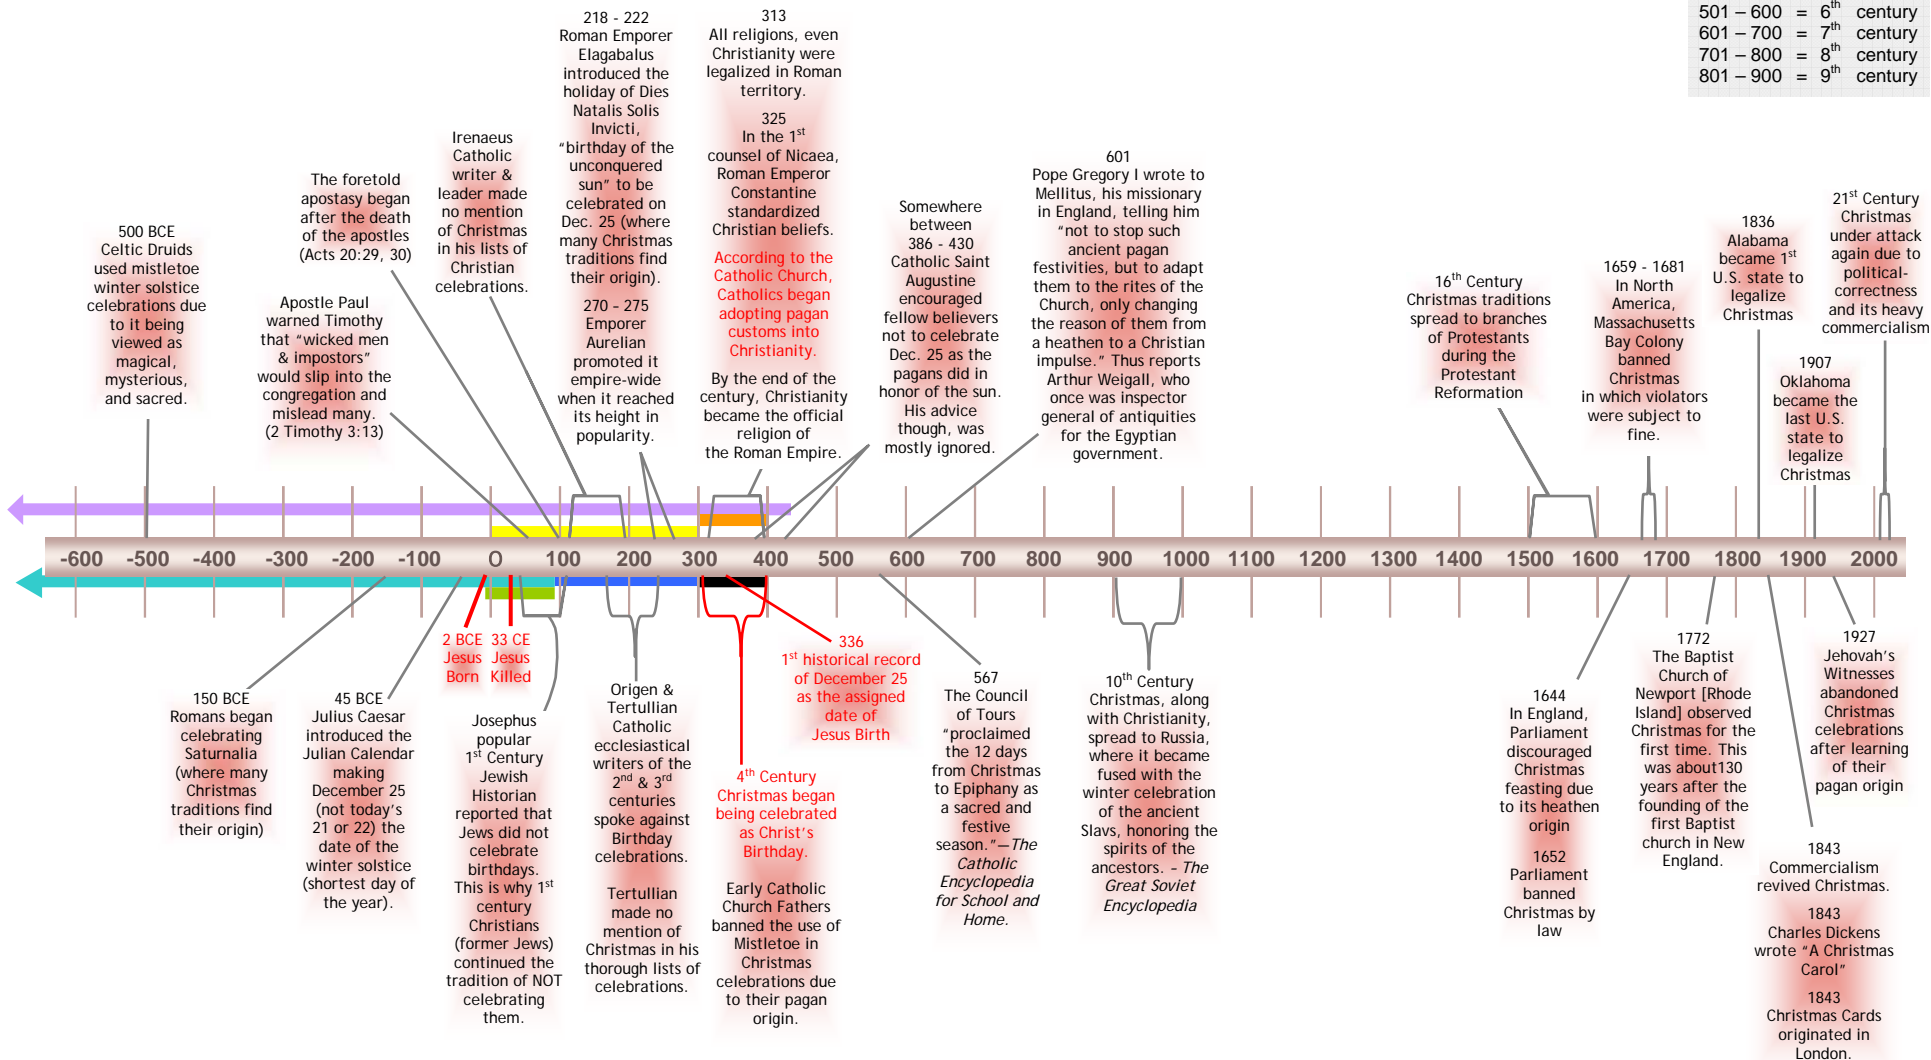 501 – 600 = 6th century
601 – 700 = 7th century
701 – 800 = 8th century
801 – 900 = 9th century
500 BCE
Celtic Druids
used mistletoe
winter solstice
celebrations due
to it being
viewed as
magical,
mysterious,
and sacred.
The foretold
apostasy began
after the death
of the apostles
(Acts 20:29, 30)
Apostle Paul
warned Timothy
that “wicked men
& impostors”
would slip into the
congregation and
mislead many.
(2 Timothy 3:13)
Irenaeus
Catholic
writer &
leader made
no mention
of Christmas
in his lists of
Christian
celebrations.
218 - 222
Roman Emporer
Elagabalus
introduced the
holiday of Dies
Natalis Solis
Invicti,
“birthday of the
unconquered
sun” to be
celebrated on
Dec. 25 (where
many Christmas
traditions find
their origin).
270 – 275
Emporer
Aurelian
promoted it
empire-wide
when it reached
its height in
popularity.
313
All religions, even
Christianity were
legalized in Roman
territory.
325
In the 1st
counsel of Nicaea,
Roman Emperor
Constantine
standardized
Christian beliefs.
According to the
Catholic Church,
Catholics began
adopting pagan
customs into
Christianity.
By the end of the
century, Christianity
became the official
religion of
the Roman Empire.
Somewhere
between
386 - 430
Catholic Saint
Augustine
encouraged
fellow believers
not to celebrate
Dec. 25 as the
pagans did in
honor of the sun.
His advice
though, was
mostly ignored.
601
Pope Gregory I wrote to
Mellitus, his missionary
in England, telling him
“not to stop such
ancient pagan
festivities, but to adapt
them to the rites of the
Church, only changing
the reason of them from
a heathen to a Christian
impulse.” Thus reports
Arthur Weigall, who
once was inspector
general of antiquities
for the Egyptian
government.
16th Century
Christmas traditions
spread to branches
of Protestants
during the
Protestant
Reformation
1659 - 1681
In North
America,
Massachusetts
Bay Colony
banned
Christmas
in which violators
were subject to
fine.
1836
Alabama
became 1st
U.S. state to
legalize
Christmas
1907
Oklahoma
became the
last U.S.
state to
legalize
Christmas
21st Century
Christmas
under attack
again due to
political-
correctness
and its heavy
commercialism
-600 -500 -400 -300 -200 -100 0 100 200 300 400 500 600 700 800 900 1000 1100 1200 1300 1400 1500 1600 1700 1800 1900 2000
150 BCE
Romans began
celebrating
Saturnalia
(where many
Christmas
traditions find
their origin)
45 BCE
Julius Caesar
introduced the
Julian Calendar
making
December 25
(not today’s
21 or 22) the
date of the
winter solstice
(shortest day of
the year).
2 BCE
Jesus
Born
33 CE
Jesus
Killed
Josephus
popular
1st Century
Jewish
Historian
reported that
Jews did not
celebrate
birthdays.
This is why 1st
century
Christians
(former Jews)
continued the
tradition of NOT
celebrating
them.
Origen &
Tertullian
Catholic
ecclesiastical
writers of the
2nd & 3rd
centuries
spoke against
Birthday
celebrations.
Tertullian
made no
mention of
Christmas in his
thorough lists of
celebrations.
4th Century
Christmas began
being celebrated
as Christ’s
Birthday.
Early Catholic
Church Fathers
banned the use of
Mistletoe in
Christmas
celebrations due
to their pagan
origin.
336
1st historical record
of December 25
as the assigned
date of
Jesus Birth
567
The Council
of Tours
“proclaimed
the 12 days
from Christmas
to Epiphany as
a sacred and
festive
season.”—The
Catholic
Encyclopedia
for School and
Home.
10th Century
Christmas, along
with Christianity,
spread to Russia,
where it became
fused with the
winter celebration
of the ancient
Slavs, honoring the
spirits of the
ancestors. - The
Great Soviet
Encyclopedia
1644
In England,
Parliament
discouraged
Christmas
feasting due
to its heathen
origin
1652
Parliament
banned
Christmas by
law
1772
The Baptist
Church of
Newport [Rhode
Island] observed
Christmas for the
first time. This
was about130
years after the
founding of the
first Baptist
church in New
England.
1843
Commercialism
revived Christmas.
1843
Charles Dickens
wrote “A Christmas
Carol”
1843
Christmas Cards
originated in
London.
1927
Jehovah’s
Witnesses
abandoned
Christmas
celebrations
after learning
of their
pagan origin